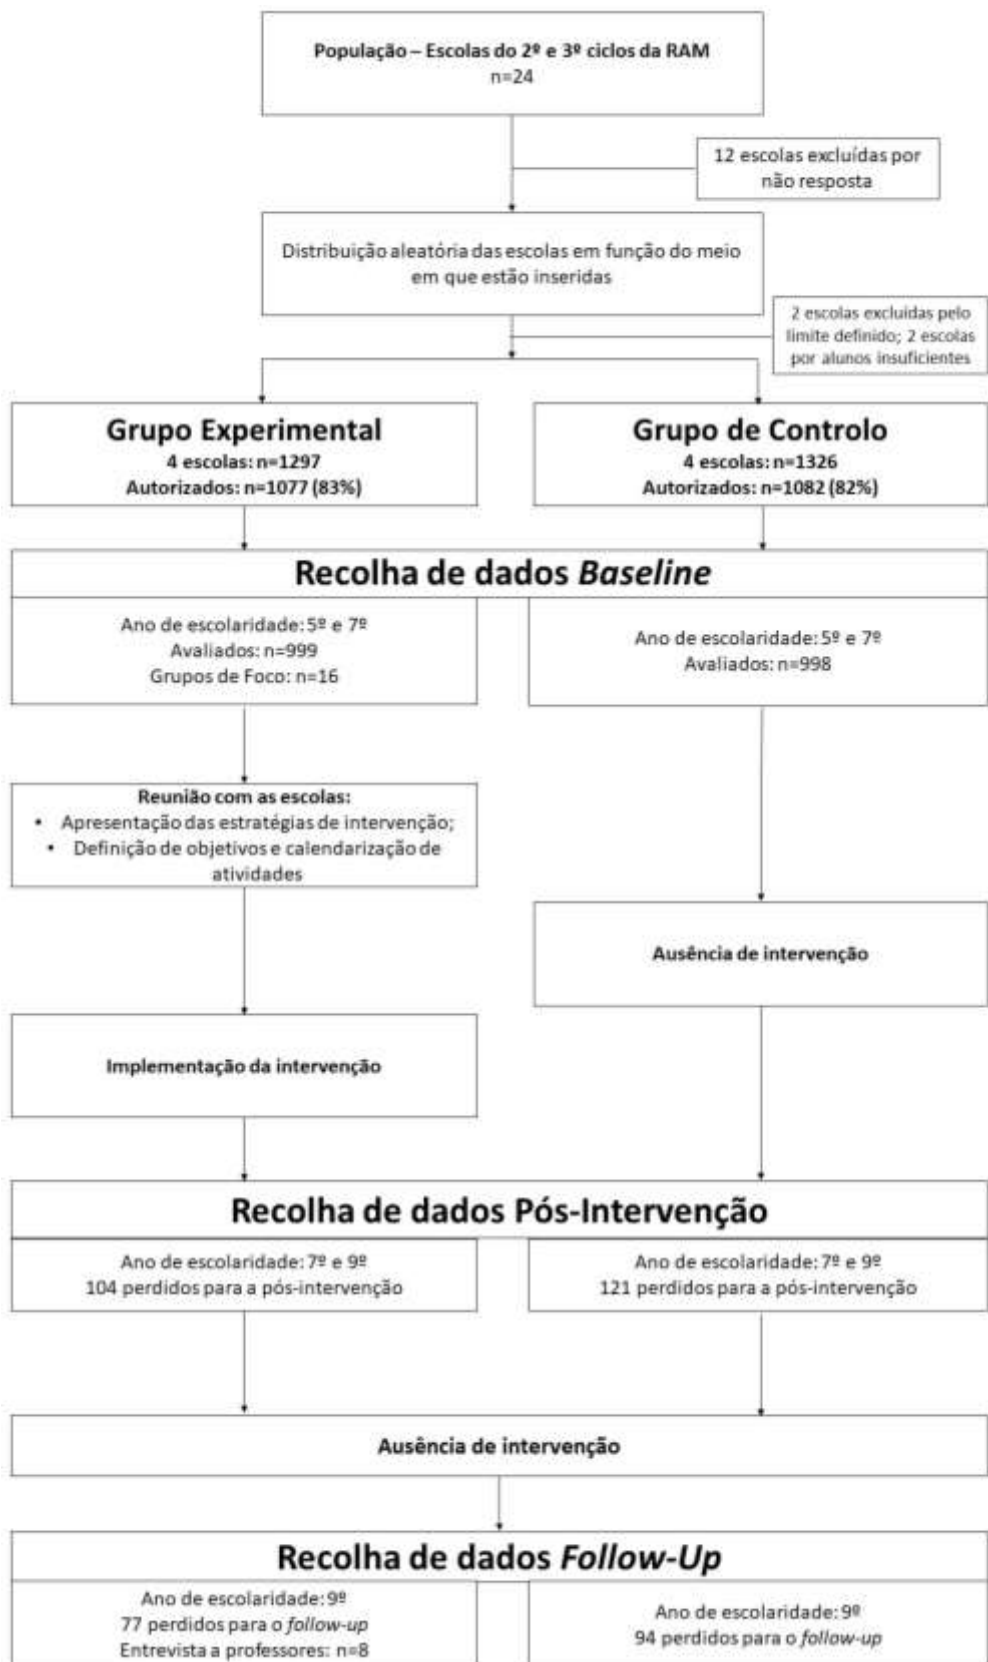 População – Escolas do 2º e 3º ciclos da RAM
n=24
12 escolas excluídas por
não resposta
Distribuição aleatória das escolas em função do meio
em que estão inseridas
2 escolas excluídas pelo
limite definido; 2 escolas
por alunos insuficientes
Grupo Experimental
4 escolas: n=1297
Autorizados: n=1077 (83%)
Grupo de Controlo
4 escolas: n=1326
Autorizados: n=1082 (82%)
Recolha de dados Baseline
Ano de escolaridade: 5º e 7º
Avaliados: n=999
Grupos de Foco: n=16
Ano de escolaridade: 5º e 7º
Avaliados: n=998
Reunião com as escolas:
• Apresentação das estratégias de intervenção;
• Definição de objetivos e calendarização de
atividades
Ausência de intervenção
Implementação da intervenção
Recolha de dados Pós-Intervenção
Ano de escolaridade: 7º e 9º
104 perdidos para a pós-intervenção
Ano de escolaridade: 7º e 9º
121 perdidos para a pós-intervenção
Ausência de intervenção
Recolha de dados Follow-Up
Ano de escolaridade: 9º
77 perdidos para o follow-up
Entrevista a professores: n=8
Ano de escolaridade: 9º
94 perdidos para o follow-up